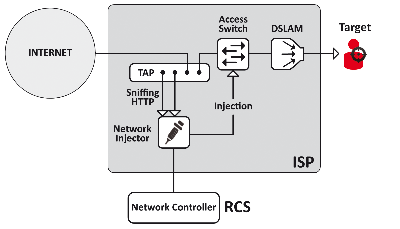 Access
Switch
DSLAM
Target
INTERNET
TAP
Sniffing
HTTP
Injection
Network
Injector
ISP
Network Controller
RCS